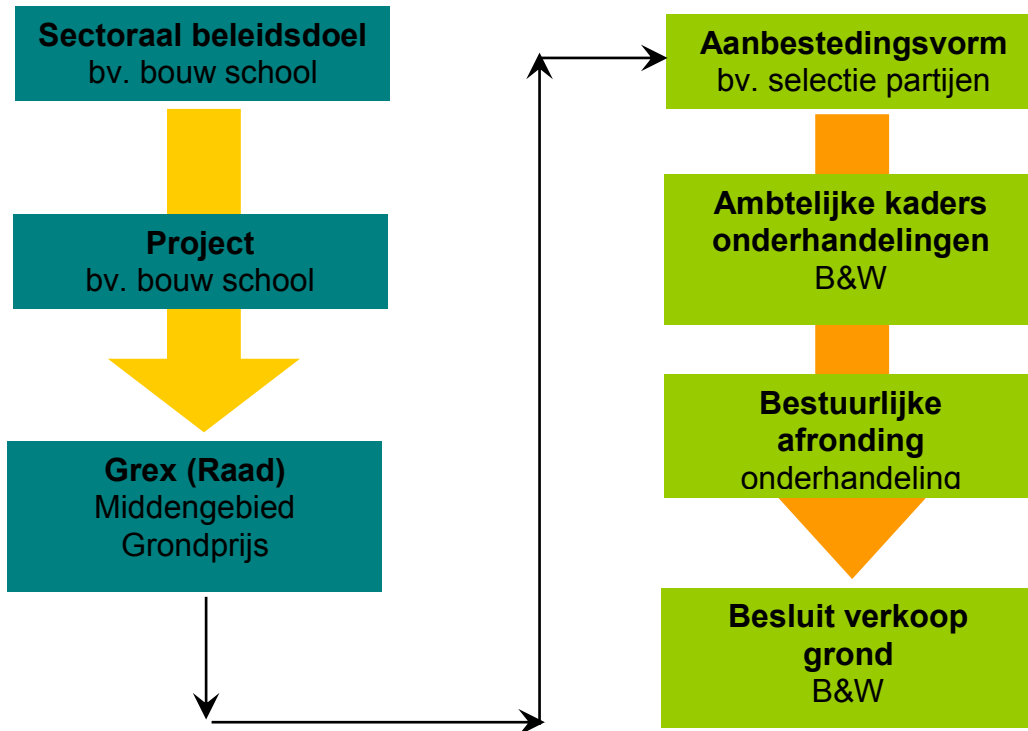 Sectoraal beleidsdoel
bv. bouw school
Project
bv. bouw school
Grex (Raad)
Middengebied
Grondprijs
Aanbestedingsvorm
bv. selectie partijen
Ambtelijke kaders
onderhandelingen
B&W
Bestuurlijke
afronding
onderhandeling
Besluit verkoop
grond
B&W